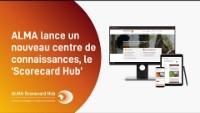 ALMA lance un
nouveau centre de
connaissances, le
'Scorecard Hub'
ALMA Scorecard Hub